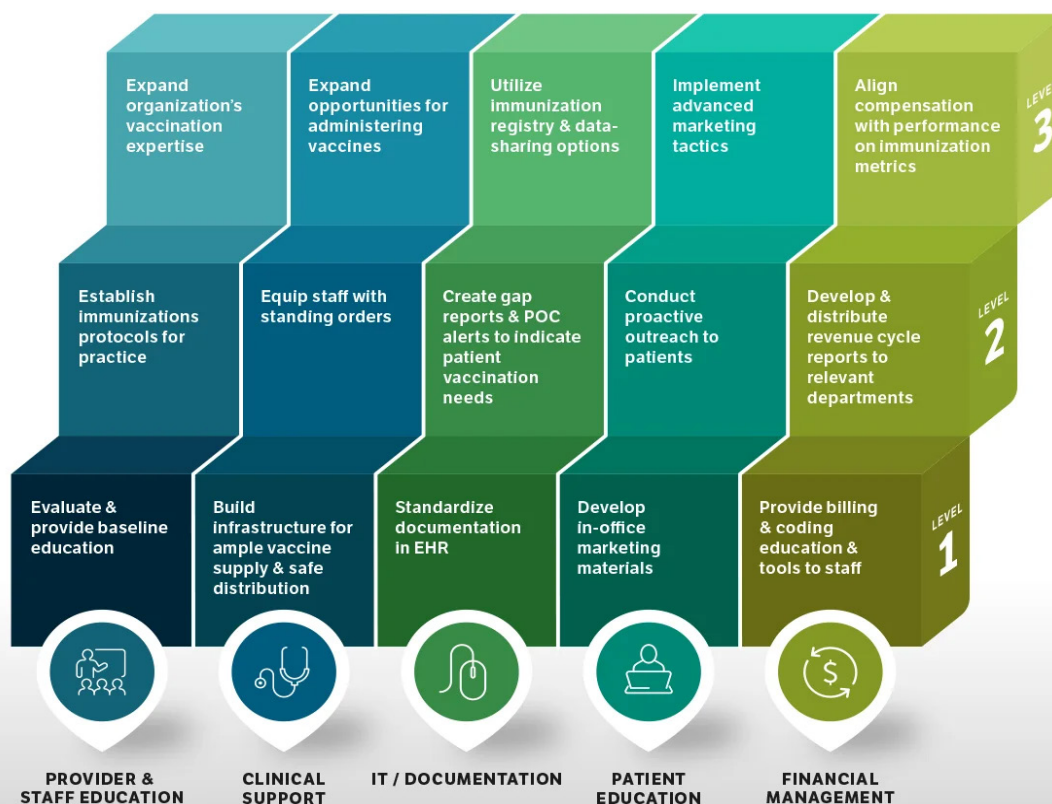 Expand
organization's
vaccination
expertise
Expand
opportunities for
administering
vaccines
Utilize
immunization
registry & data-
sharing options
Implement
advanced
marketing
tactics
Align
compensation
with performance
on immunization
metrics
LEVEL
3
Establish
immunizations
protocols for
practice
Equip staff with
standing orders
Create gap
reports & POC
alerts to indicate
patient
vaccination
needs
Conduct
proactive
outreach to
patients
Develop &
distribute
revenue cycle
reports to
relevant
departments
LEVEL
2
Evaluate &
provide baseline
education
Build
infrastructure for
ample vaccine
supply & safe
distribution
Standardize
documentation
in EHR
Develop
in-office
marketing
materials
Provide billing
& coding
education &
tools to staff
LEVEL
1
$
PROVIDER &
STAFF EDUCATION
CLINICAL
SUPPORT
IT / DOCUMENTATION
PATIENT
EDUCATION
FINANCIAL
MANAGEMENT